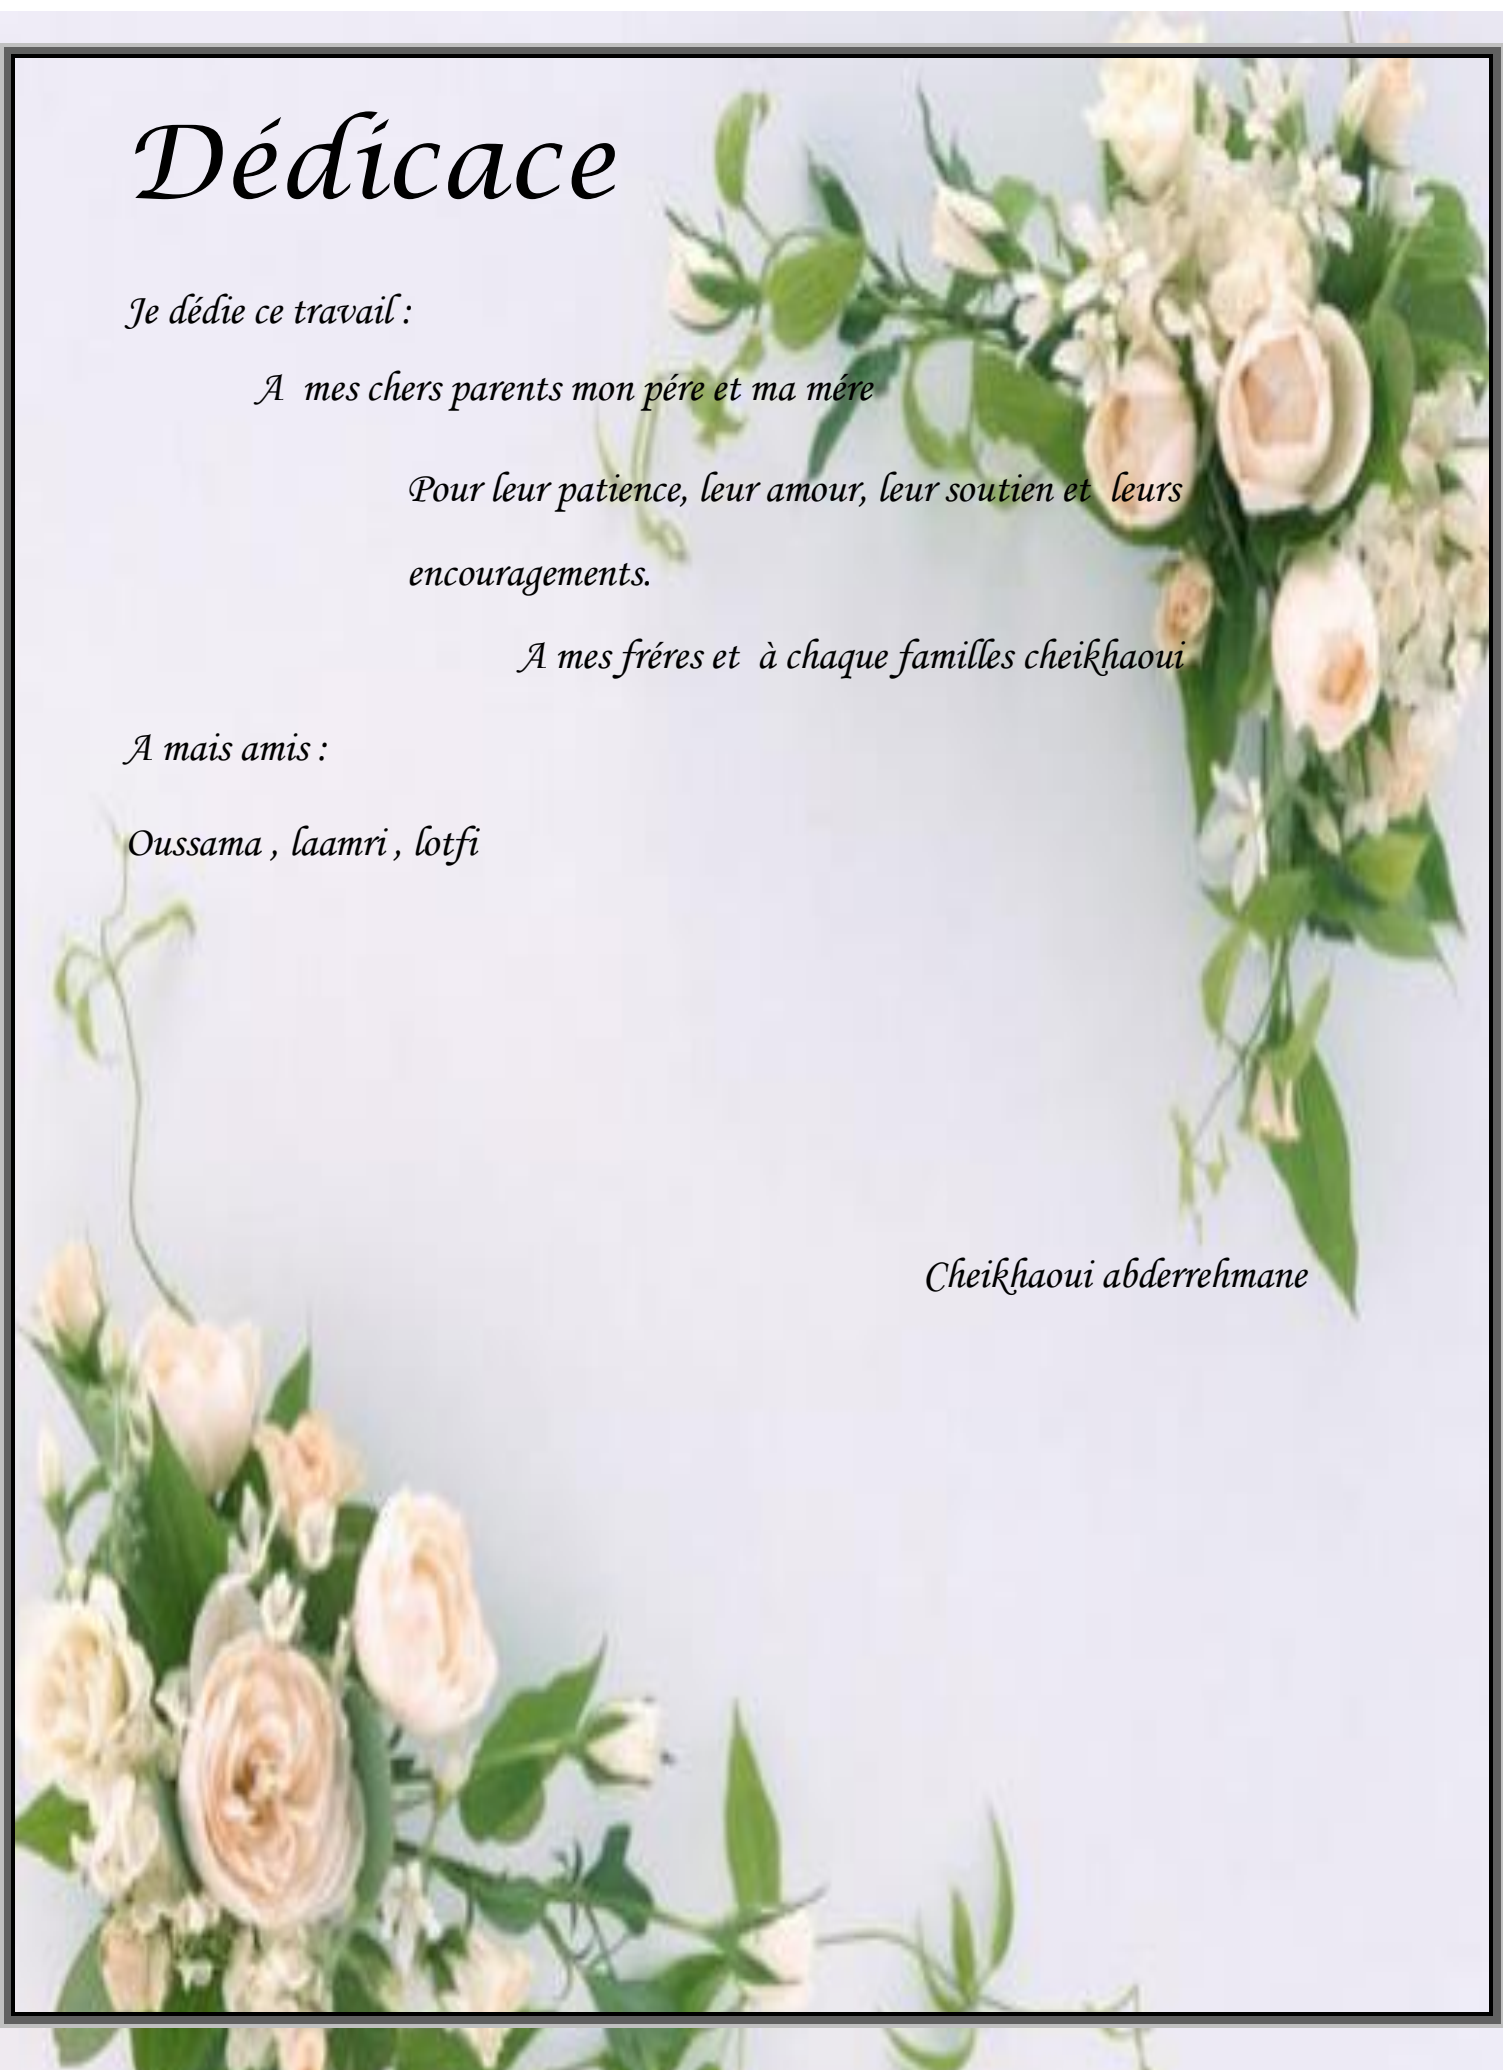 Dédicace
Je dédie ce travail :
A mes chers parents mon pére et ma mére
Pour leur patience, leur amour, leur soutien et leurs
encouragements.
A mes fréres et à chaque familles cheikhaoui
A mais amis :
Oussama , laamri , lotfi
Cheikhaoui abderrehmane